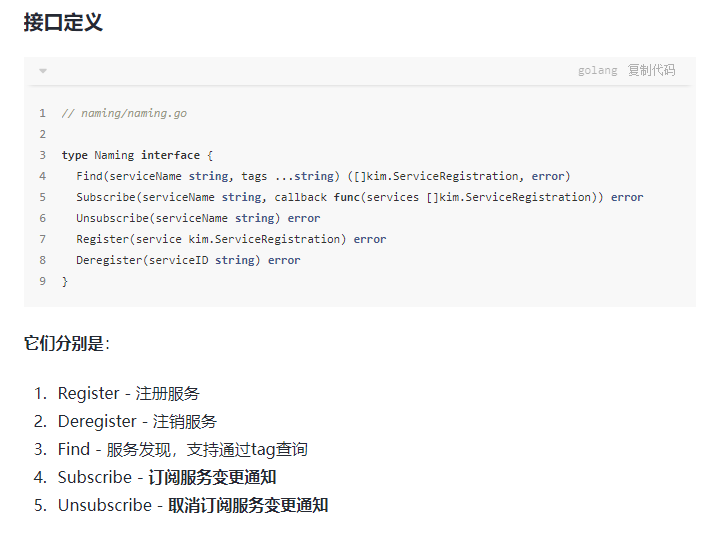 接口定义
golang 复制代码
1 // naming/naming.go
2
3 type Naming interface {
4 Find(serviceName string, tags ...string) ([]kim.ServiceRegistration, error)
5 Subscribe(serviceName string, callback func(services []kim.ServiceRegistration)) error
6 Unsubscribe(serviceName string) error
7 Register(service kim.ServiceRegistration) error
8 Deregister(serviceID string) error
9 }
它们分别是：
1. Register - 注册服务
2. Deregister - 注销服务
3. Find - 服务发现，支持通过tag查询
4. Subscribe - 订阅服务变更通知
5. Unsubscribe - 取消订阅服务变更通知